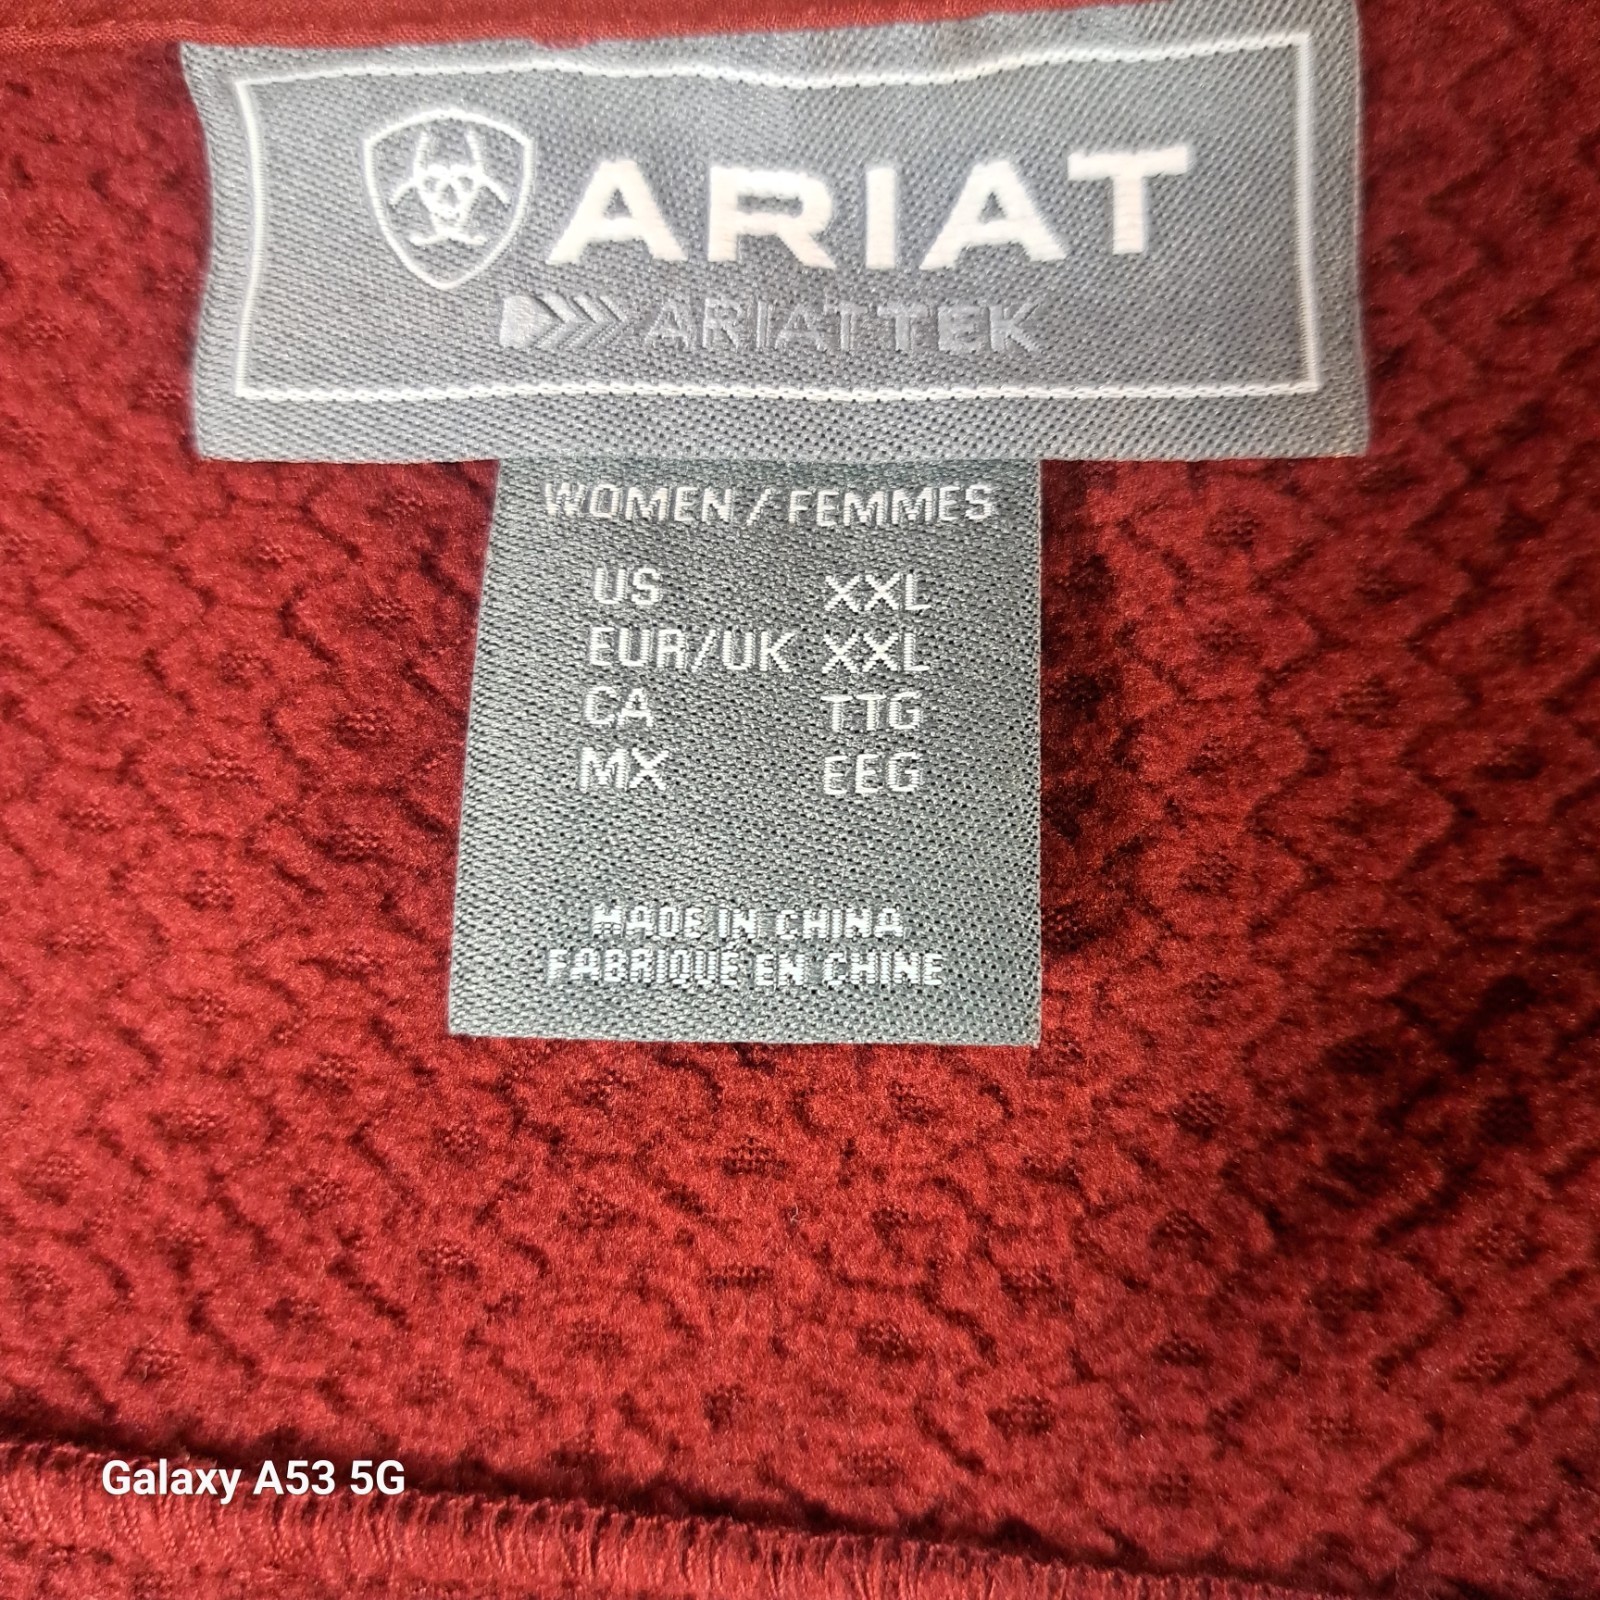 ARIAT
ARIATTEK
WOMEN / FEMMES
US XXL
EUR/UK XXL
CA TTG
MX EEG
MADE IN CHINA
FABRIQUÉ EN CHINE
Galaxy A53 5G